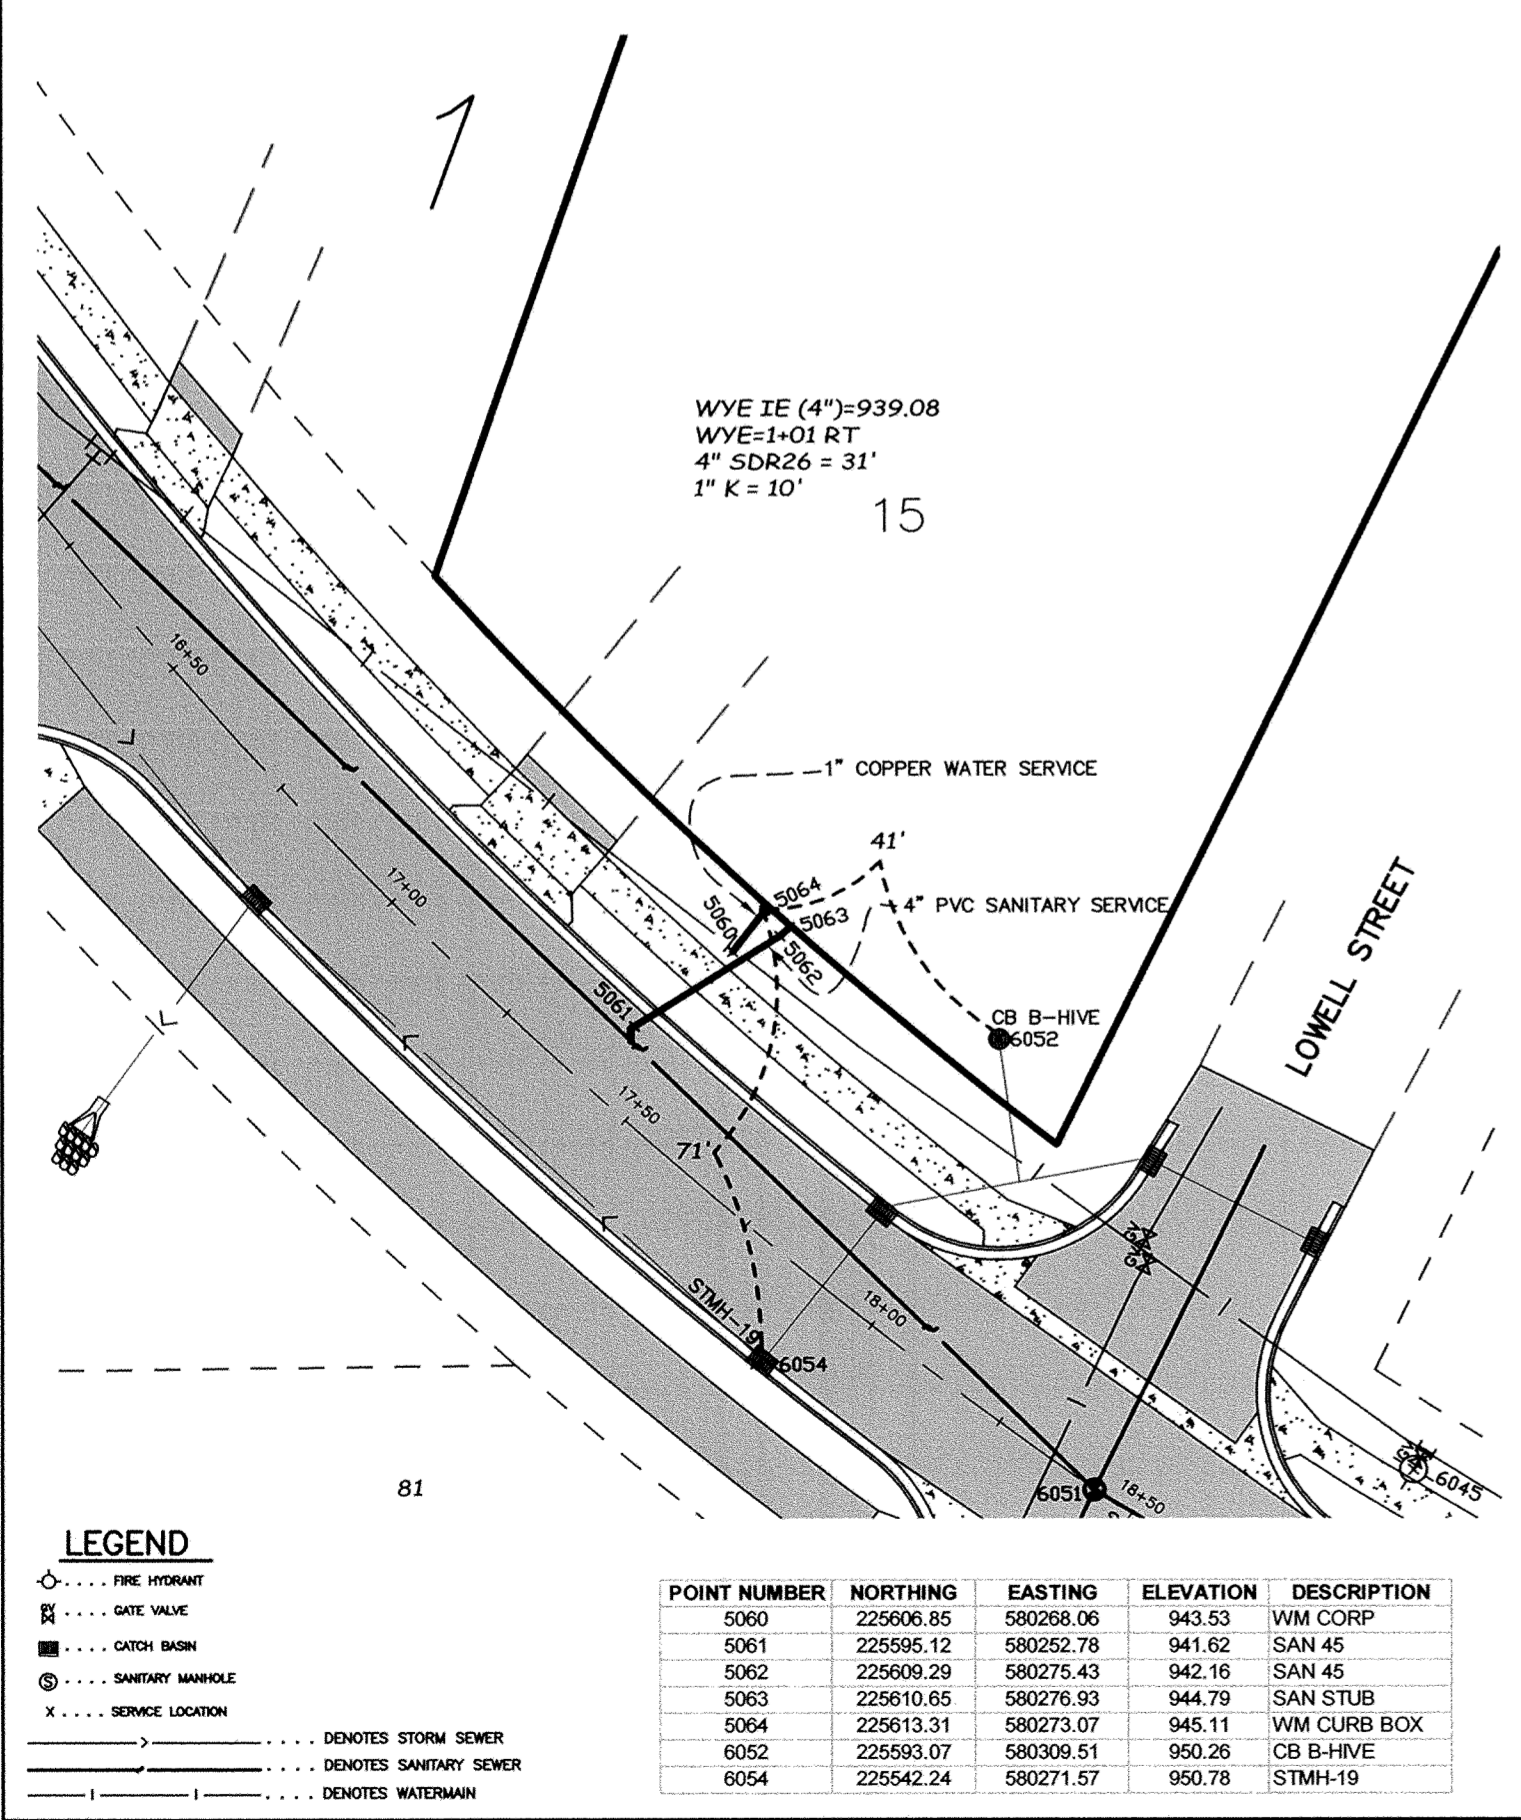 1
WYE IE (4")=939.08
WYE=1+01 RT
4" SDR26 = 31'
1" K = 10'
15
16+50
1" COPPER WATER SERVICE
41'
17+00
5064
5060
5063
4" PVC SANITARY SERVICE
5062
5061
LOWELL STREET
CB B-HIVE
6052
17+50
71'
GV
GV
STMH-19
18+00
6054
81
6051
18+50
6045
LEGEND
.... FIRE HYDRANT
GV .... GATE VALVE
.... CATCH BASIN
S .... SANITARY MANHOLE
X .... SERVICE LOCATION
.... DENOTES STORM SEWER
.... DENOTES SANITARY SEWER
.... DENOTES WATERMAIN
POINT NUMBER NORTHING EASTING ELEVATION DESCRIPTION
5060 225606.85 580268.06 943.53 WM CORP
5061 225595.12 580252.78 941.62 SAN 45
5062 225609.29 580275.43 942.16 SAN 45
5063 225610.65 580276.93 944.79 SAN STUB
5064 225613.31 580273.07 945.11 WM CURB BOX
6052 225593.07 580309.51 950.26 CB B-HIVE
6054 225542.24 580271.57 950.78 STMH-19